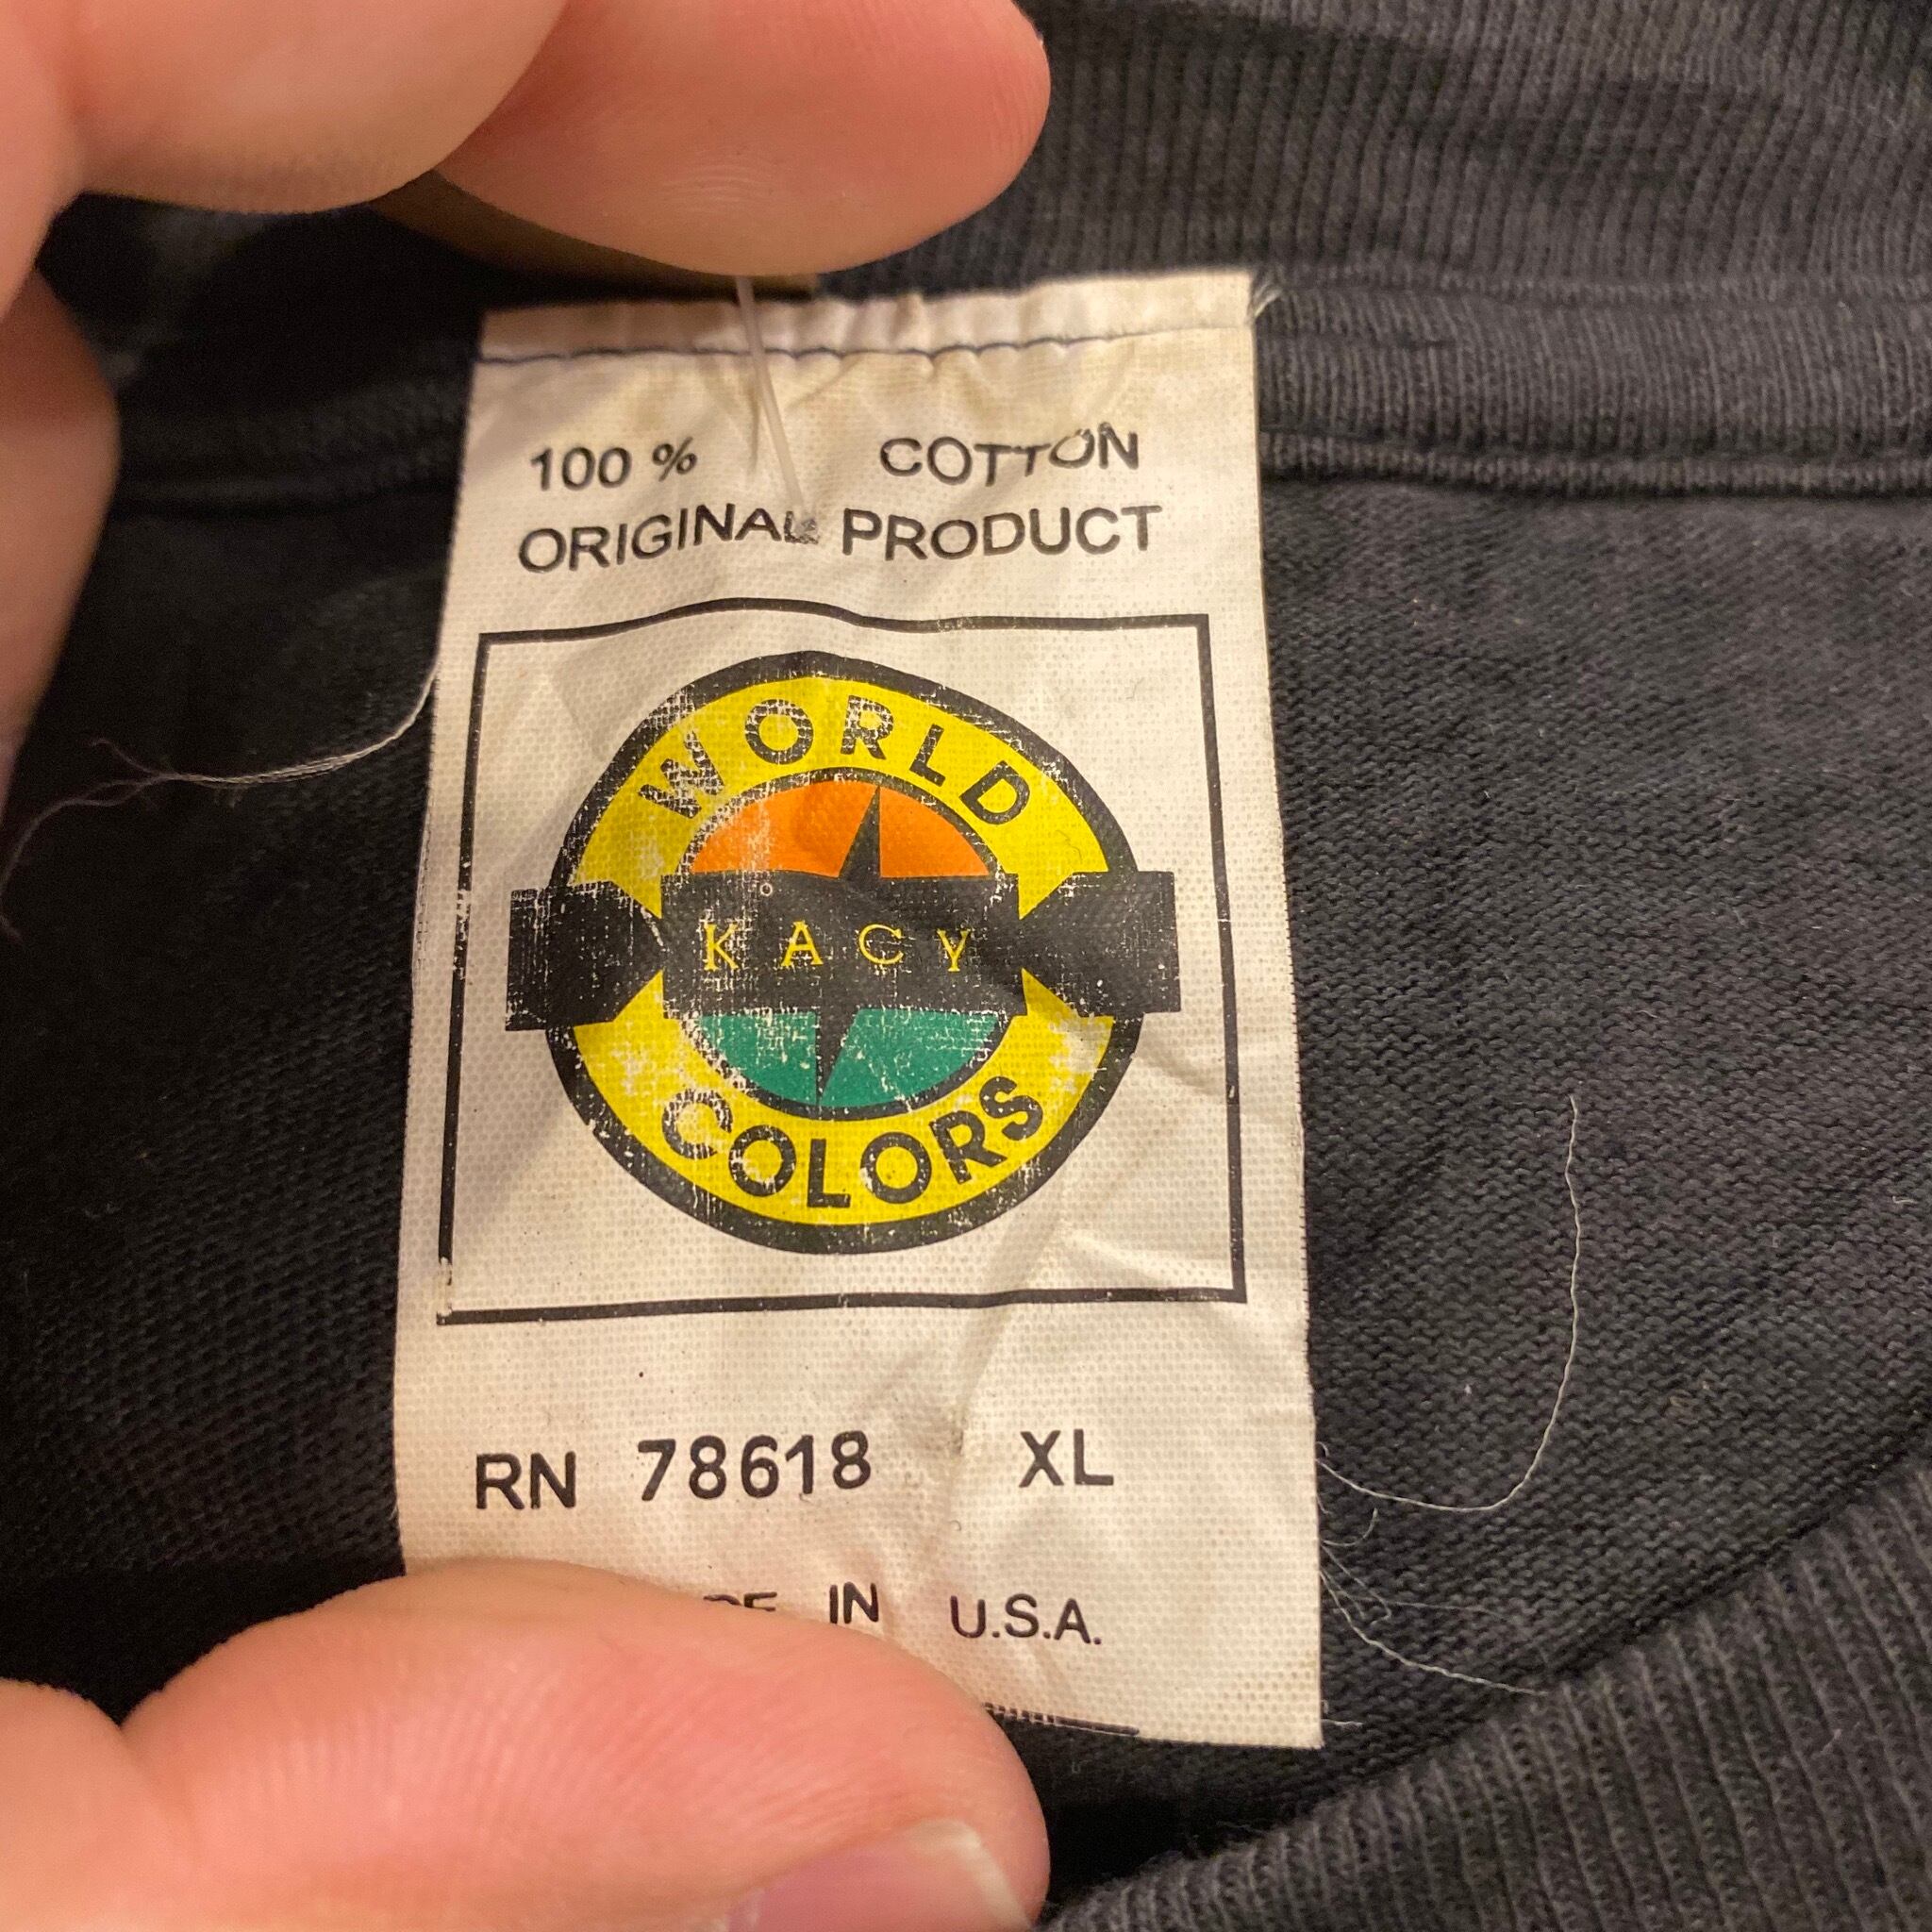 100 % COTTON
ORIGINAL PRODUCT
WORLD
KACY
COLORS
RN 78618 XL
IN U.S.A.